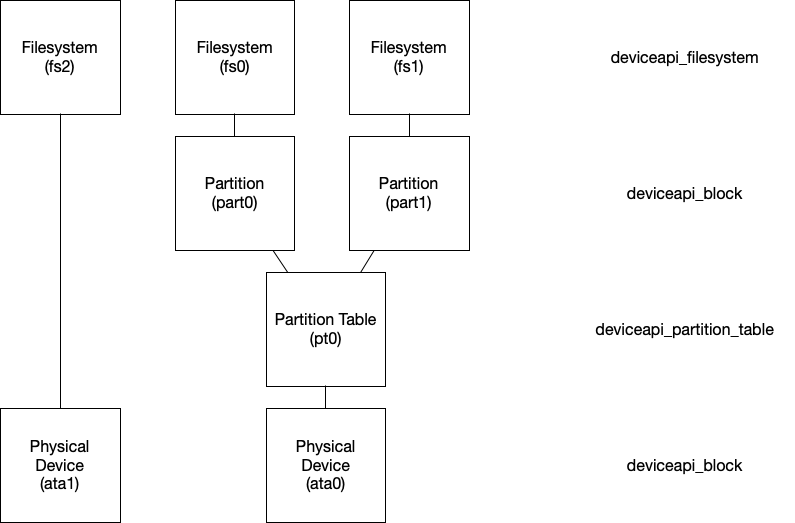 Filesystem
(fs2)
Filesystem
(fs0)
Filesystem
(fs1)
deviceapi_filesystem
Partition
(part0)
Partition
(part1)
deviceapi_block
Partition Table
(pt0)
deviceapi_partition_table
Physical
Device
(ata1)
Physical
Device
(ata0)
deviceapi_block